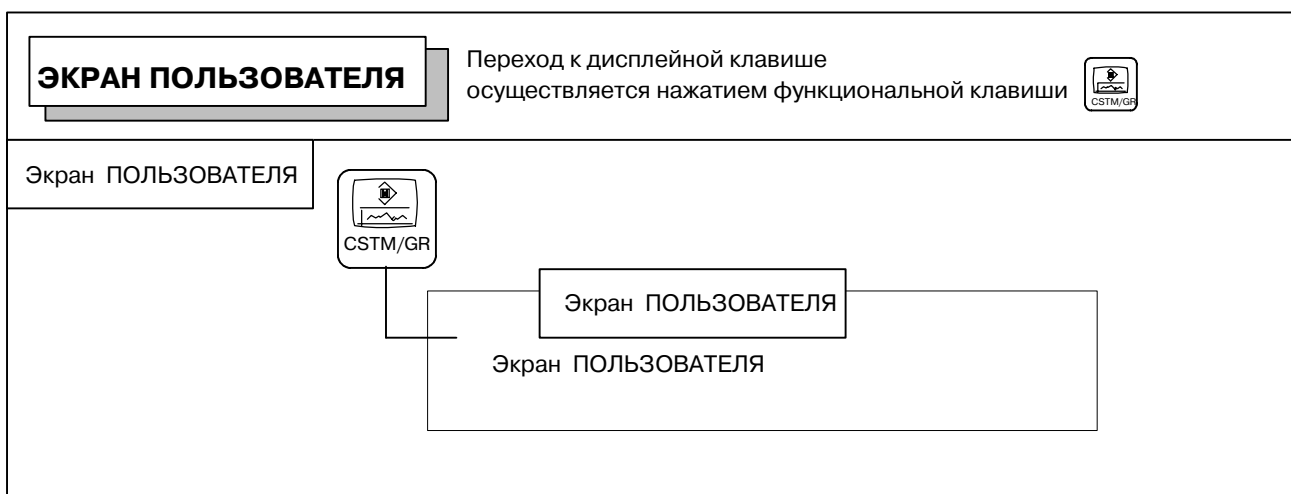 ЭКРАН ПОЛЬЗОВАТЕЛЯ
Переход к дисплейной клавише
осуществляется нажатием функциональной клавиши
CSTM/GR
Экран ПОЛЬЗОВАТЕЛЯ
CSTM/GR
Экран ПОЛЬЗОВАТЕЛЯ
Экран ПОЛЬЗОВАТЕЛЯ